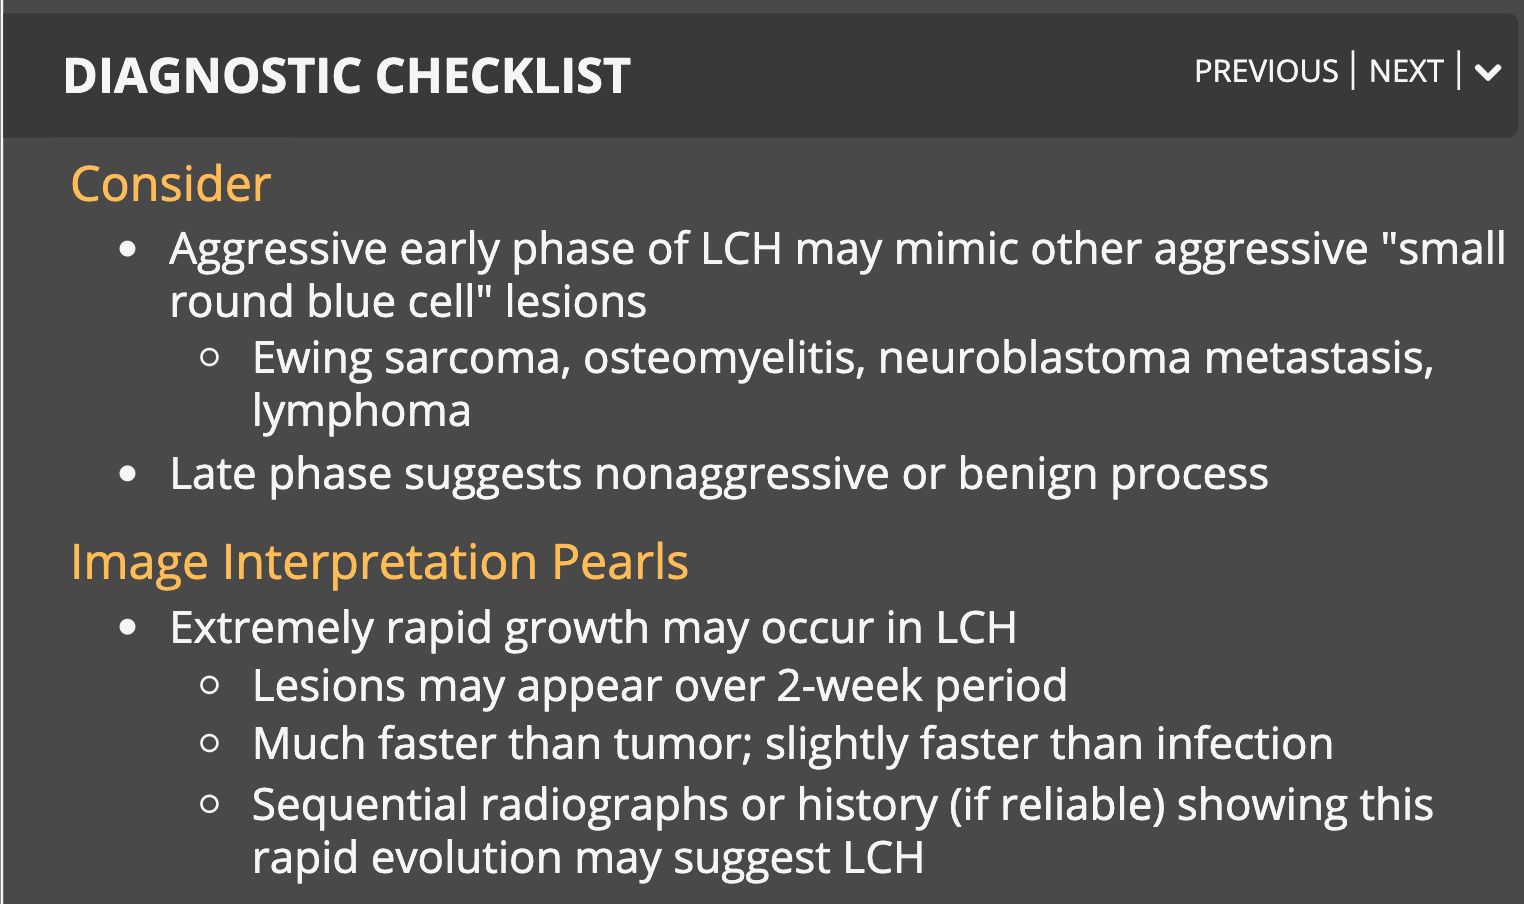 DIAGNOSTIC CHECKLIST
PREVIOUS | NEXT |
Consider
• Aggressive early phase of LCH may mimic other aggressive "small
round blue cell" lesions
○ Ewing sarcoma, osteomyelitis, neuroblastoma metastasis,
lymphoma
• Late phase suggests nonaggressive or benign process
Image Interpretation Pearls
• Extremely rapid growth may occur in LCH
○ Lesions may appear over 2-week period
○ Much faster than tumor; slightly faster than infection
○ Sequential radiographs or history (if reliable) showing this
rapid evolution may suggest LCH